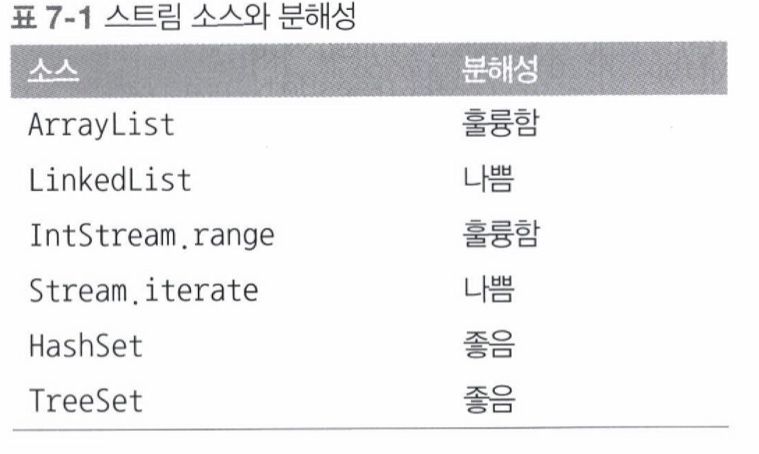 표 7-1 스트림 소스와 분해성
소스 분해성
ArrayList 훌륭함
LinkedList 나쁨
IntStream.range 훌륭함
Stream.iterate 나쁨
HashSet 좋음
TreeSet 좋음